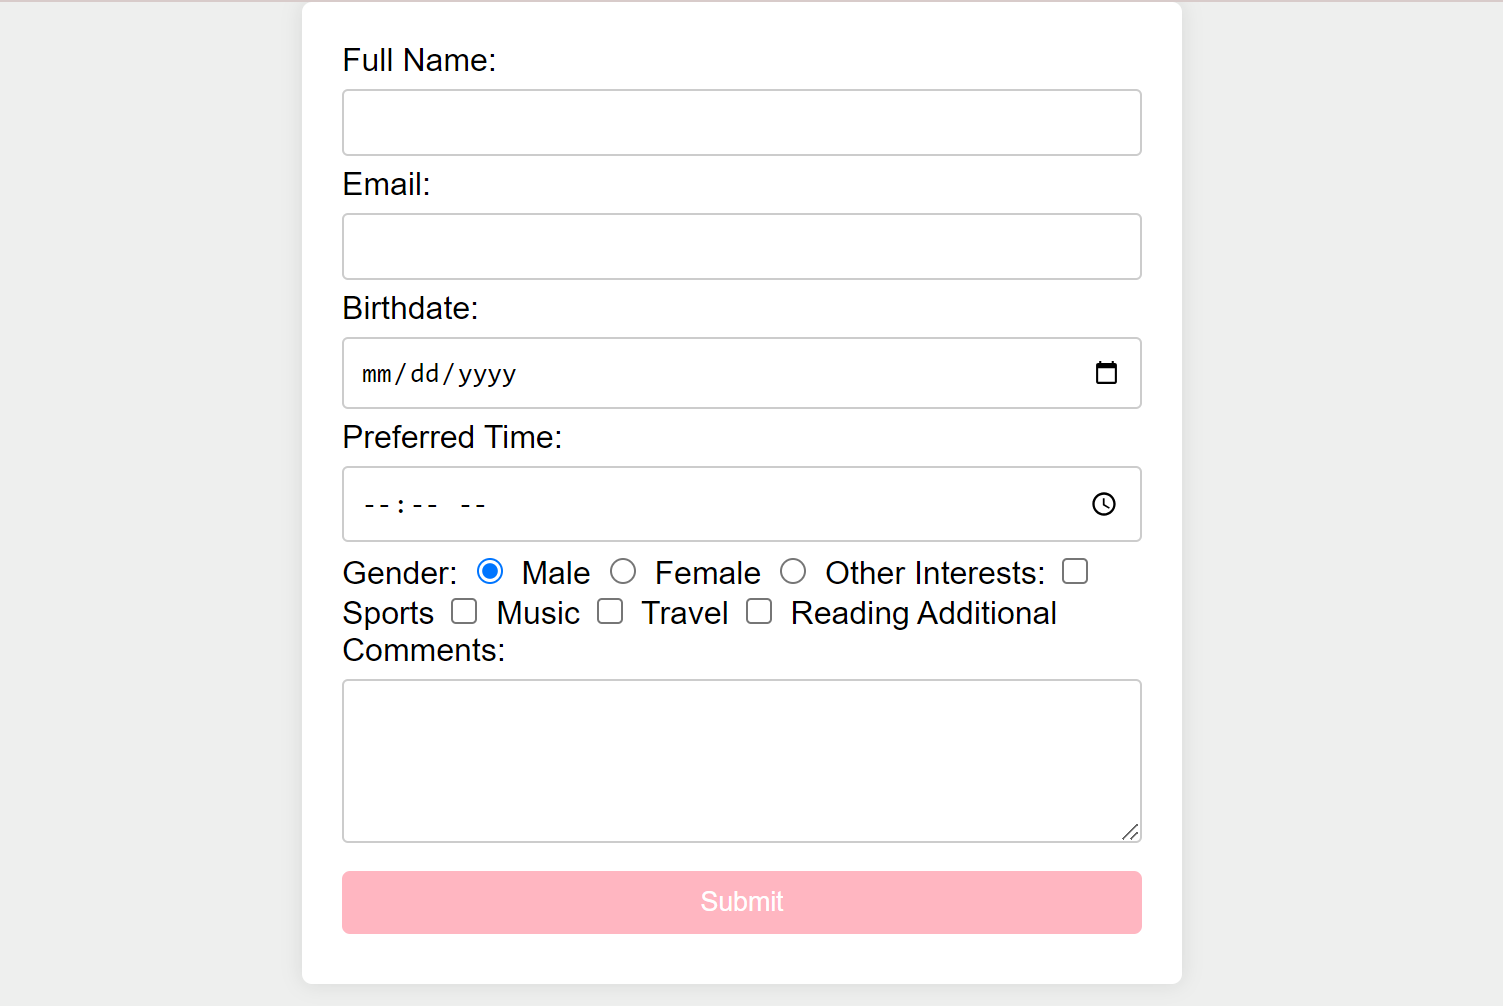 Full Name:
Email:
Birthdate:
mm/dd/yyyy
Preferred Time:
--:-- --
Gender: Male Female Other Interests:
Sports Music Travel Reading Additional
Comments:
Submit